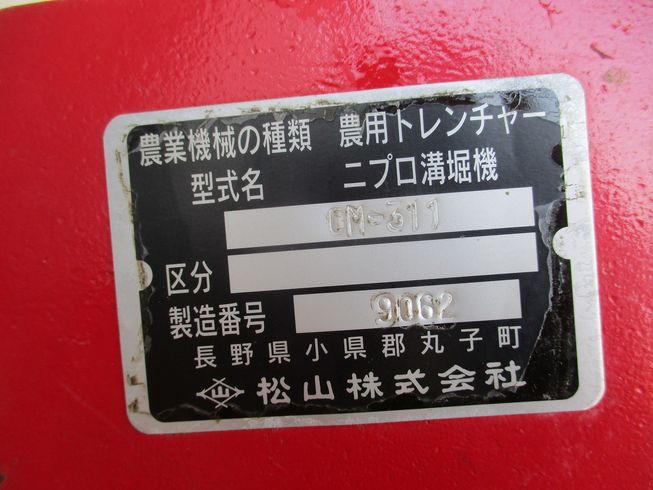 農業機械の種類 農用トレンチャー
型式名 ニプロ溝堀機
OM-311
区分
製造番号 9062
長野県小県郡丸子町
松山株式会社